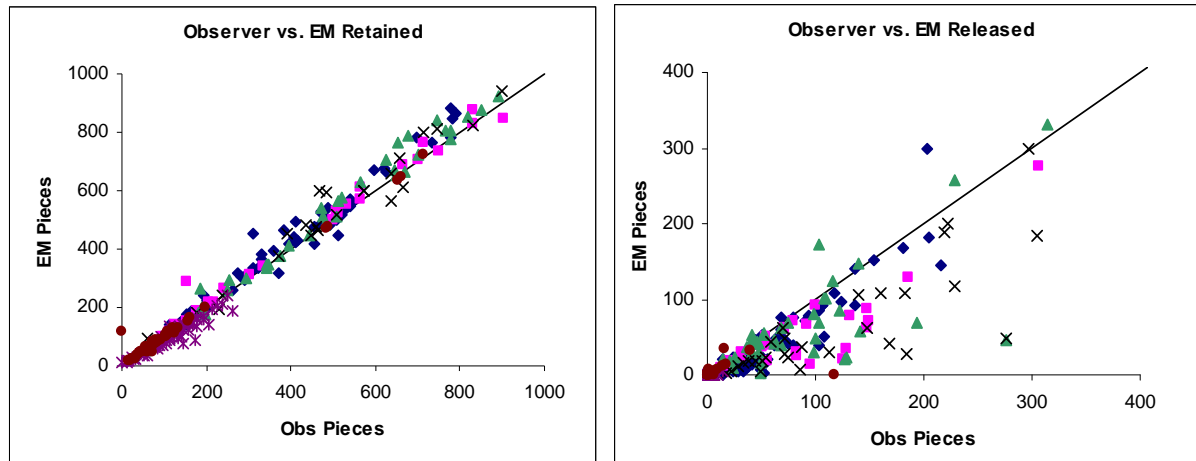 Observer vs. EM Retained
1000
800
600
400
200
0
0 200 400 600 800 1000
EM Pieces
Obs Pieces
Observer vs. EM Released
400
300
200
100
0
0 100 200 300 400
EM Pieces
Obs Pieces